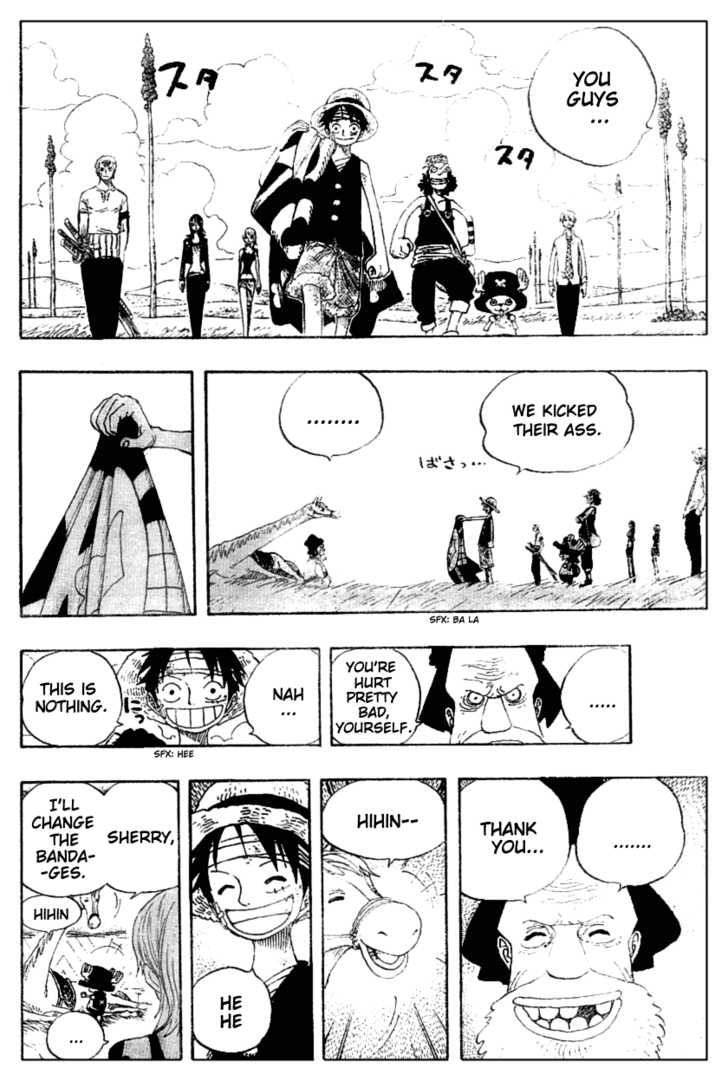 YOU
GUYS
...
スタ
スタ
スタ
WE KICKED
THEIR ASS.
ばさっ…
........
SFX: BA LA
.....
YOU'RE
HURT
PRETTY
BAD,
YOURSELF.
NAH
...
THIS IS
NOTHING.
にっ
SFX: HEE
.......
THANK
YOU...
HIHIN--
HE
HE
SHERRY,
I'LL
CHANGE
THE
BANDA-
-GES.
HIHIN
...